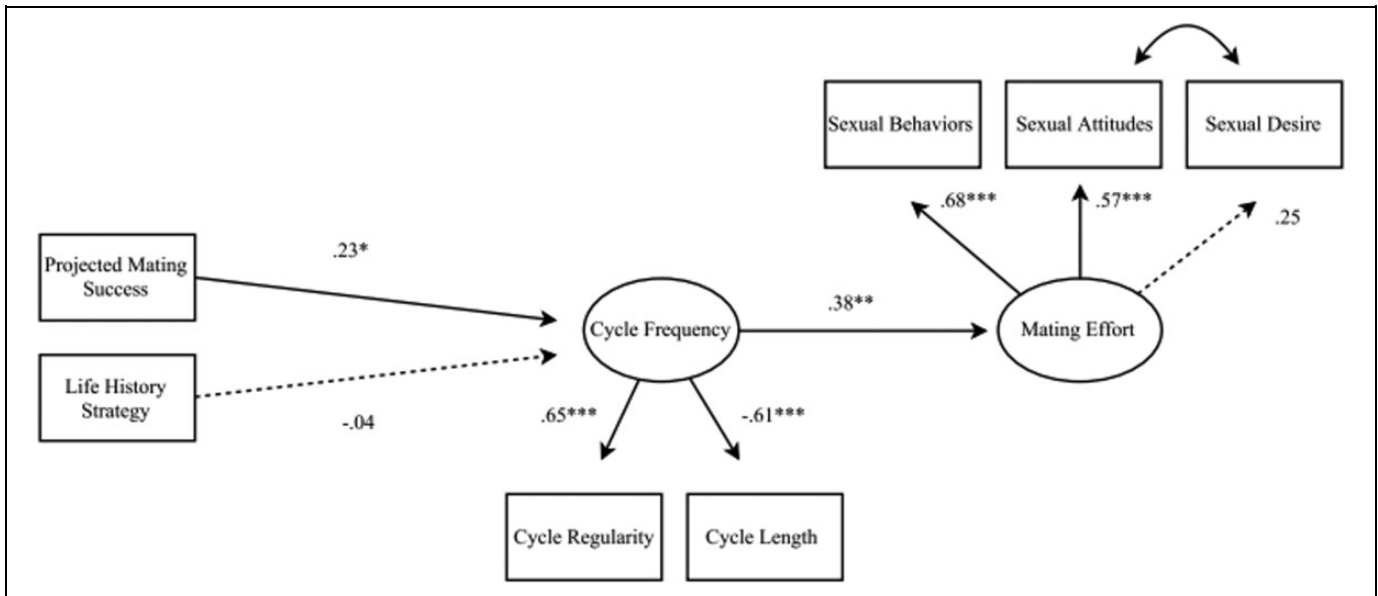 Sexual Behaviors
Sexual Attitudes
Sexual Desire
.68***
.57***
.25
Projected Mating
Success
.23*
Cycle Frequency
.38**
Mating Effort
Life History
Strategy
-.04
.65***
-.61***
Cycle Regularity
Cycle Length